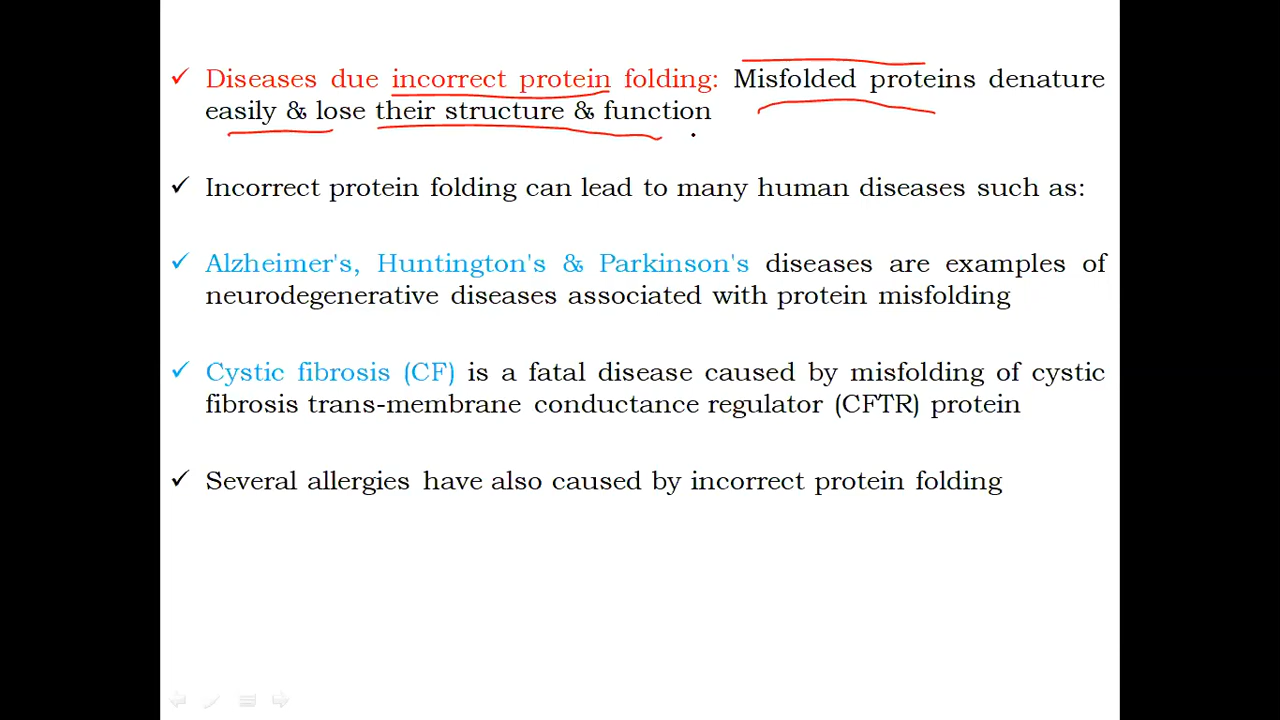 ✓ Diseases due incorrect protein folding: Misfolded proteins denature
easily & lose their structure & function
✓ Incorrect protein folding can lead to many human diseases such as:
✓ Alzheimer's, Huntington's & Parkinson's diseases are examples of
neurodegenerative diseases associated with protein misfolding
✓ Cystic fibrosis (CF) is a fatal disease caused by misfolding of cystic
fibrosis trans-membrane conductance regulator (CFTR) protein
✓ Several allergies have also caused by incorrect protein folding